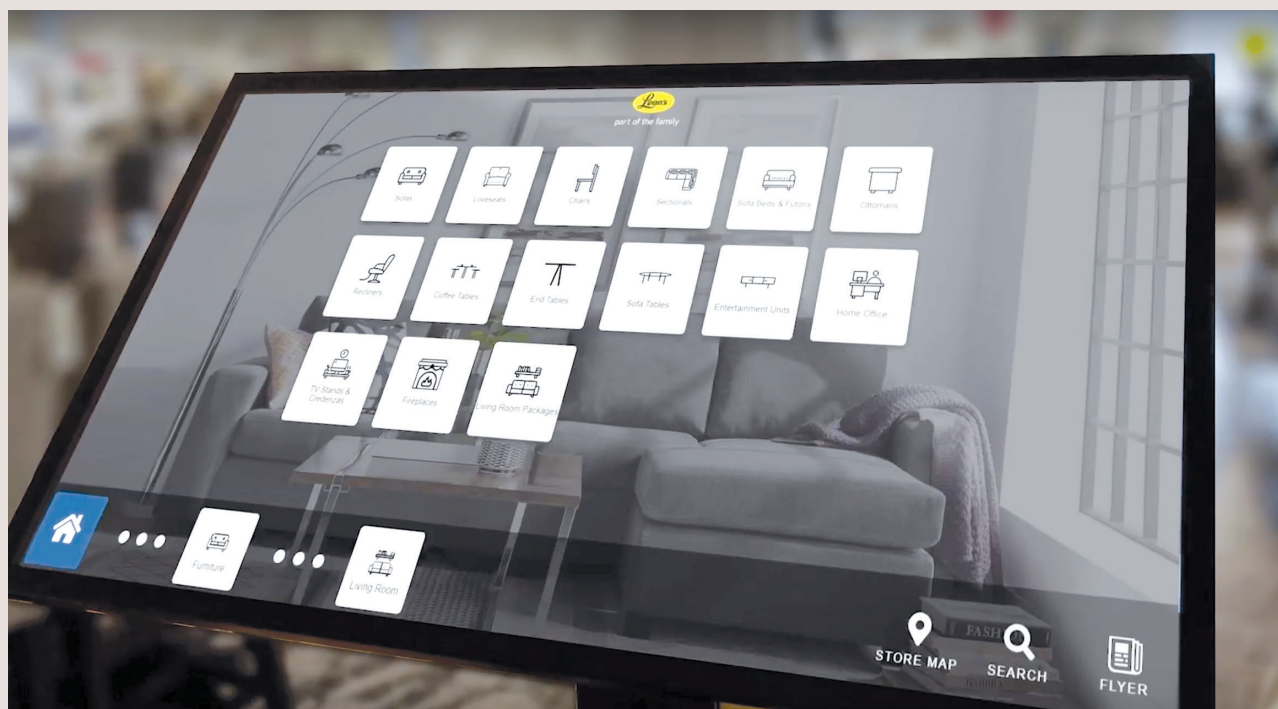 Leon's
part of the family
Sofas
Loveseats
Chairs
Sectionals
Sofa Beds & Futons
Ottomans
Recliners
Coffee Tables
End Tables
Sofa Tables
Entertainment Units
Home Office
TV Stands &
Credenzas
Fireplaces
Living Room Packages
Furniture
Living Room
STORE MAP
SEARCH
FLYER
FASH